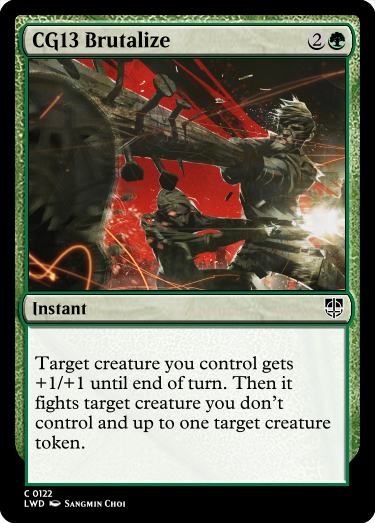 CG13 Brutalize
2
Instant
Target creature you control gets
+1/+1 until end of turn. Then it
fights target creature you don't
control and up to one target creature
token.
C 0122
LWD Sangmin Choi